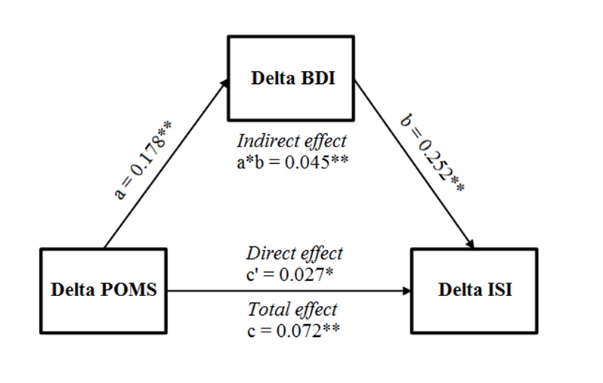 Delta BDI
a = 0.178**
b = 0.252**
Indirect effect
a*b = 0.045**
Delta POMS
Direct effect
c' = 0.027*
Total effect
c = 0.072**
Delta ISI